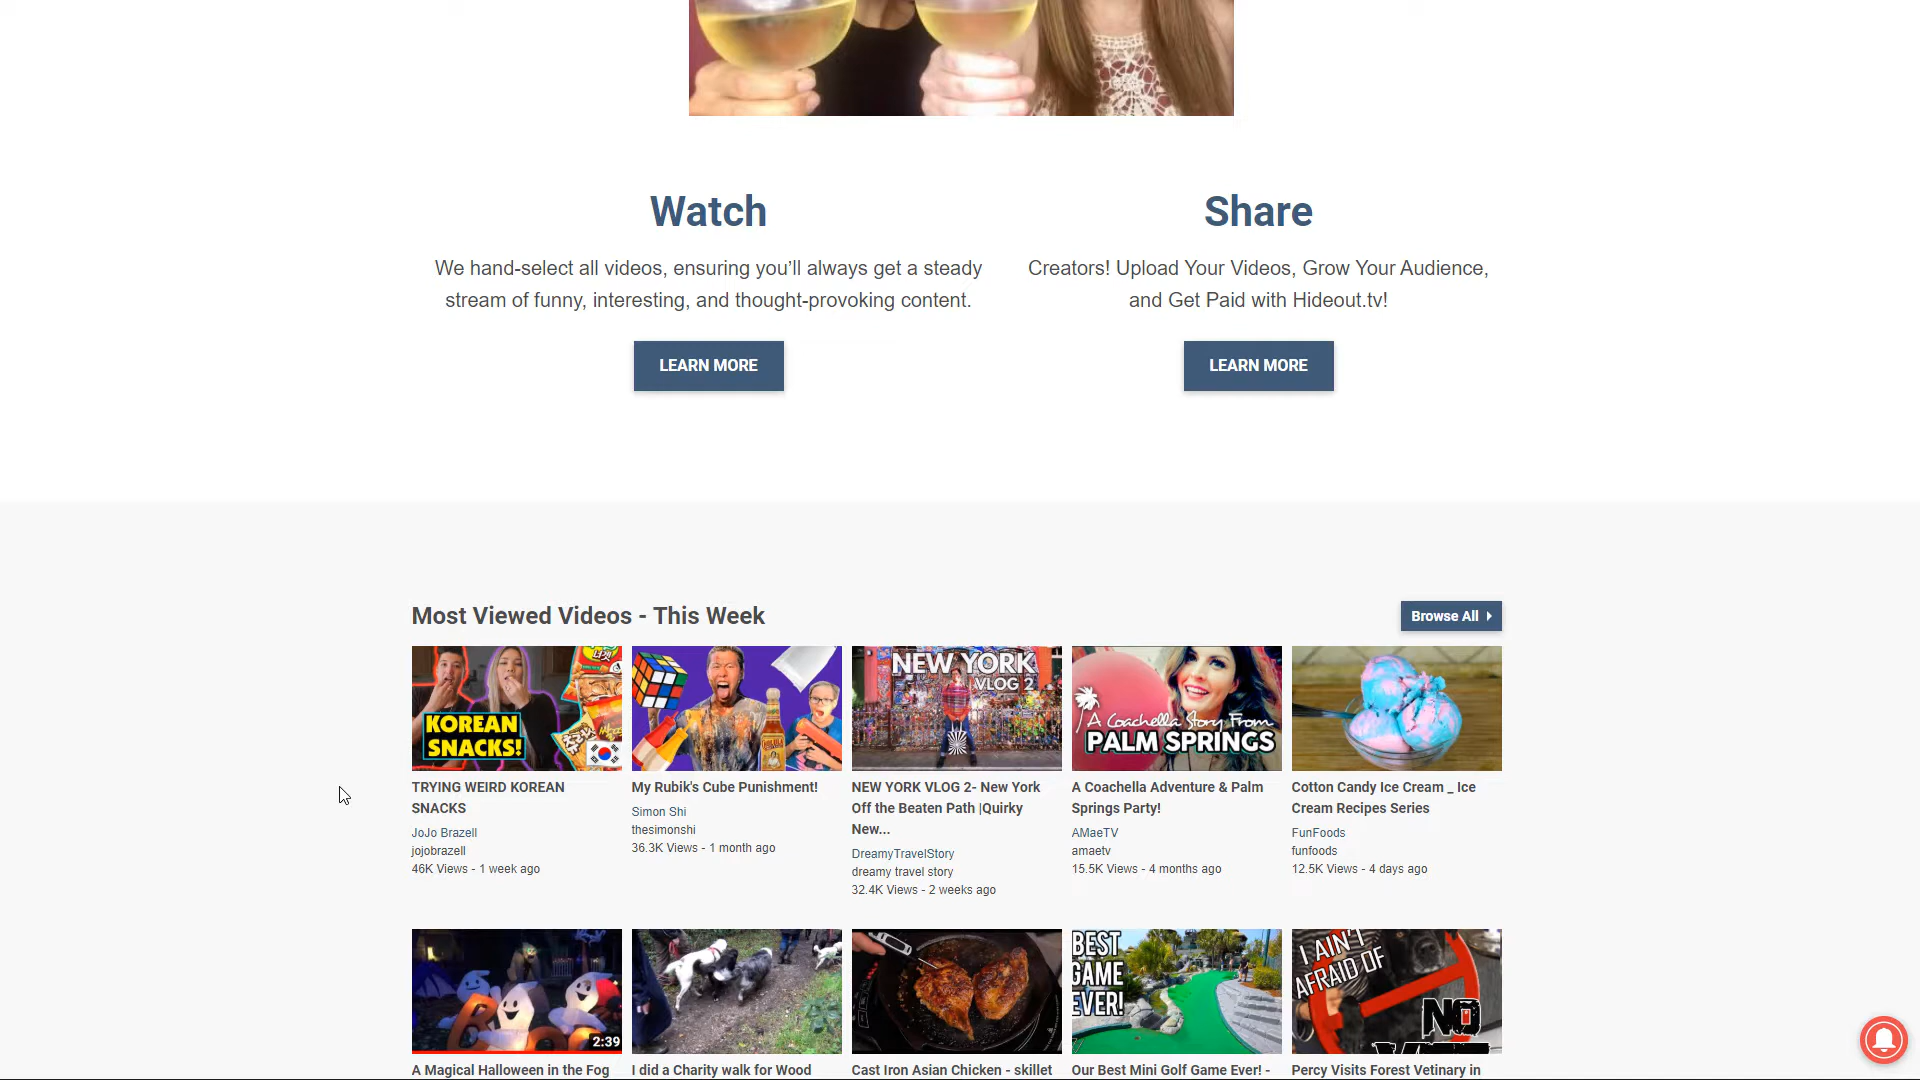 Watch
Share
We hand-select all videos, ensuring you’ll always get a steady
stream of funny, interesting, and thought-provoking content.
Creators! Upload Your Videos, Grow Your Audience,
and Get Paid with Hideout.tv!
LEARN MORE
LEARN MORE
Most Viewed Videos - This Week
Browse All
KOREAN
SNACKS!
NEW YORK
VLOG 2
A Coachella Story From
PALM SPRINGS
TRYING WEIRD KOREAN
SNACKS
JoJo Brazell
jojobrazell
46K Views - 1 week ago
My Rubik's Cube Punishment!
Simon Shi
thesimonshi
36.3K Views - 1 month ago
NEW YORK VLOG 2- New York
Off the Beaten Path |Quirky
New...
DreamyTravelStory
dreamy travel story
32.4K Views - 2 weeks ago
A Coachella Adventure & Palm
Springs Party!
AMaeTV
amaetv
15.5K Views - 4 months ago
Cotton Candy Ice Cream _ Ice
Cream Recipes Series
FunFoods
funfoods
12.5K Views - 4 days ago
2:39
BEST
GAME
EVER!
I AIN'T
AFRAID OF
NO
A Magical Halloween in the Fog
I did a Charity walk for Wood
Cast Iron Asian Chicken - skillet
Our Best Mini Golf Game Ever! -
Percy Visits Forest Vetinary in